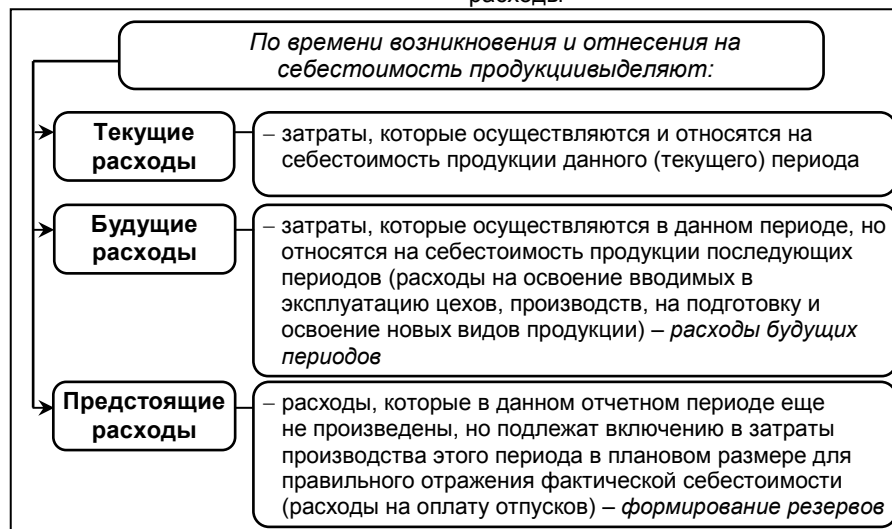 расходы
По времени возникновения и отнесения на
себестоимость продукциивыделяют:
Текущие
расходы
– затраты, которые осуществляются и относятся на
себестоимость продукции данного (текущего) периода
Будущие
расходы
– затраты, которые осуществляются в данном периоде, но
относятся на себестоимость продукции последующих
периодов (расходы на освоение вводимых в
эксплуатацию цехов, производств, на подготовку и
освоение новых видов продукции) – расходы будущих
периодов
Предстоящие
расходы
– расходы, которые в данном отчетном периоде еще
не произведены, но подлежат включению в затраты
производства этого периода в плановом размере для
правильного отражения фактической себестоимости
(расходы на оплату отпусков) – формирование резервов